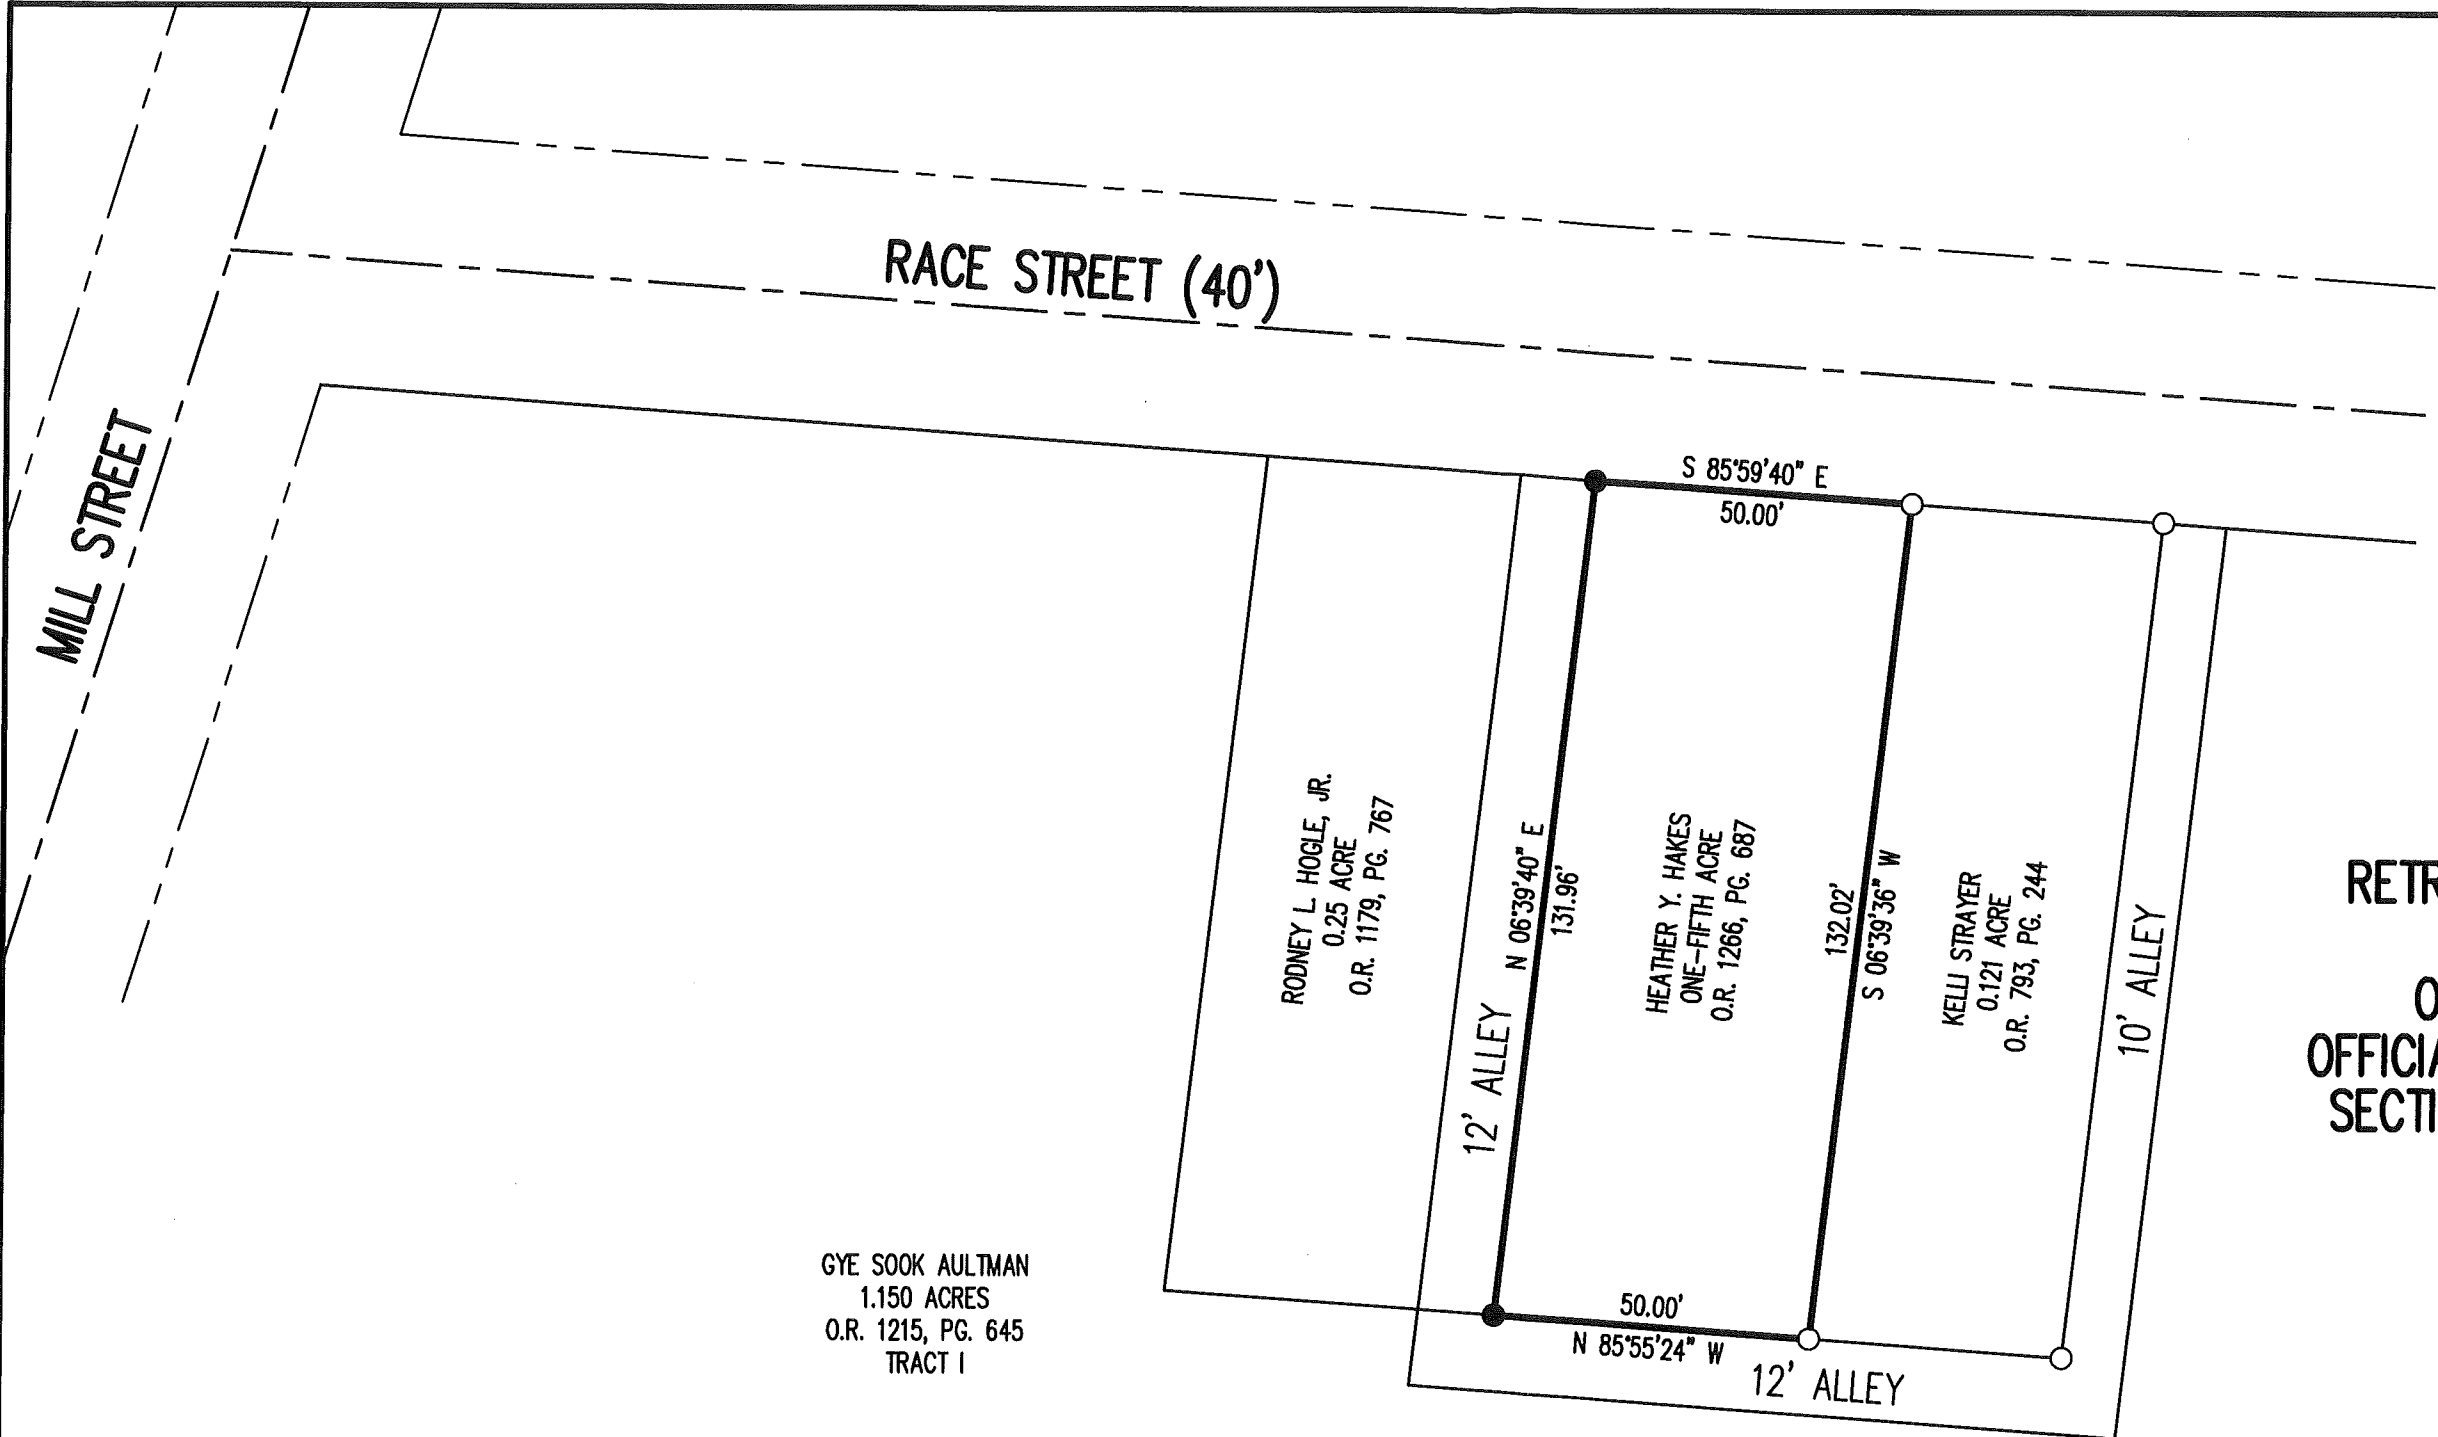 RACE STREET (40')
MILL STREET
S 85°59'40" E
50.00'
RODNEY L. HOGLE, JR.
0.25 ACRE
O.R. 1179, PG. 767
12' ALLEY
N 06°39'40" E
131.96'
HEATHER Y. HAKES
ONE-FIFTH ACRE
O.R. 1266, PG. 687
132.02'
S 06°39'36" W
KELLI STRAYER
0.121 ACRE
O.R. 793, PG. 244
10' ALLEY
RETR
O
OFFICIA
SECTI
GYE SOOK AULTMAN
1.150 ACRES
O.R. 1215, PG. 645
TRACT I
50.00'
N 85°55'24" W
12' ALLEY